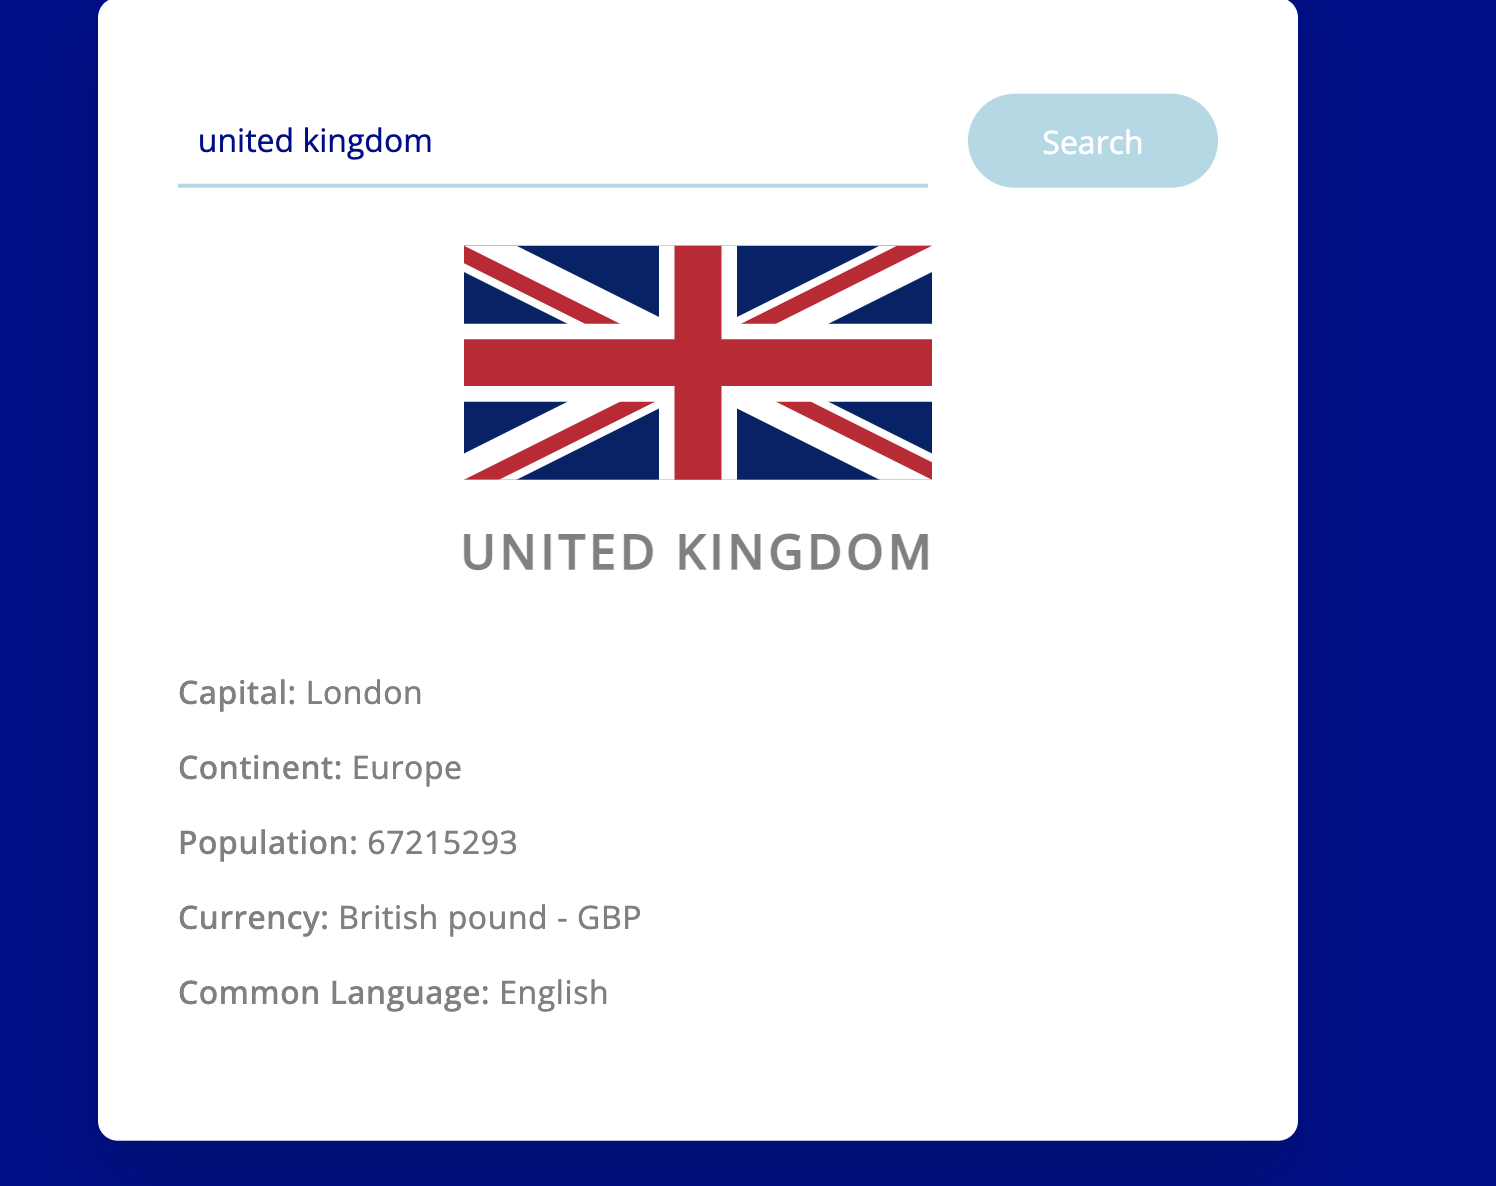 united kingdom
Search
UNITED KINGDOM
Capital: London
Continent: Europe
Population: 67215293
Currency: British pound - GBP
Common Language: English